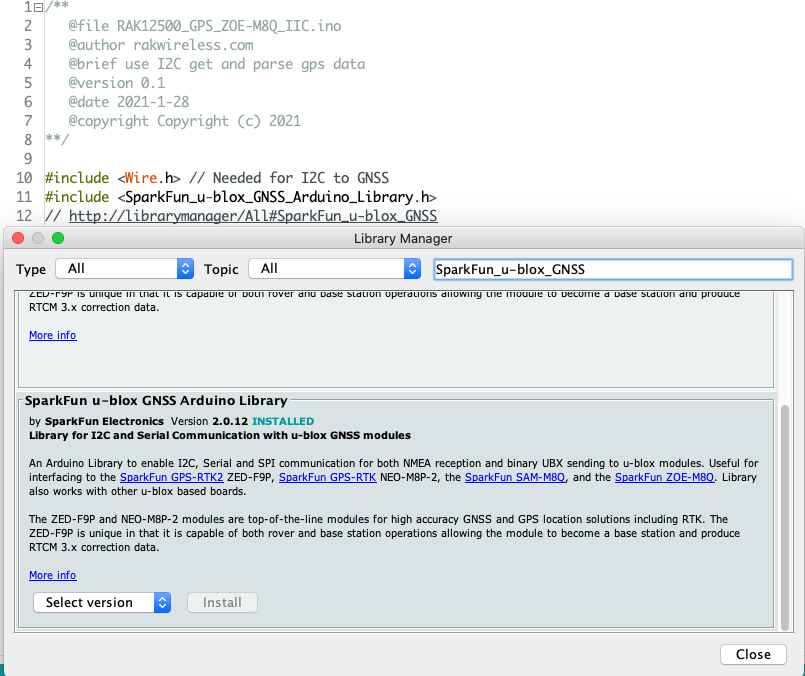 1 /**
2 @file RAK12500_GPS_ZOE-M8Q_IIC.ino
3 @author rakwireless.com
4 @brief use I2C get and parse gps data
5 @version 0.1
6 @date 2021-1-28
7 @copyright Copyright (c) 2021
8 **/
9
10 #include <Wire.h> // Needed for I2C to GNSS
11 #include <SparkFun_u-blox_GNSS_Arduino_Library.h>
12 // http://librarymanager/All#SparkFun_u-blox_GNSS
Library Manager
Type All Topic All SparkFun_u-blox_GNSS
ZED-F9P is unique in that it is capable of both rover and base station operations allowing the module to become a base station and produce
RTCM 3.x correction data.
More info
SparkFun u-blox GNSS Arduino Library
by SparkFun Electronics Version 2.0.12 INSTALLED
Library for I2C and Serial Communication with u-blox GNSS modules
An Arduino Library to enable I2C, Serial and SPI communication for both NMEA reception and binary UBX sending to u-blox modules. Useful for
interfacing to the SparkFun GPS-RTK2 ZED-F9P, SparkFun GPS-RTK NEO-M8P-2, the SparkFun SAM-M8Q, and the SparkFun ZOE-M8Q. Library
also works with other u-blox based boards.
The ZED-F9P and NEO-M8P-2 modules are top-of-the-line modules for high accuracy GNSS and GPS location solutions including RTK. The
ZED-F9P is unique in that it is capable of both rover and base station operations allowing the module to become a base station and produce
RTCM 3.x correction data.
More info
Select version Install
Close